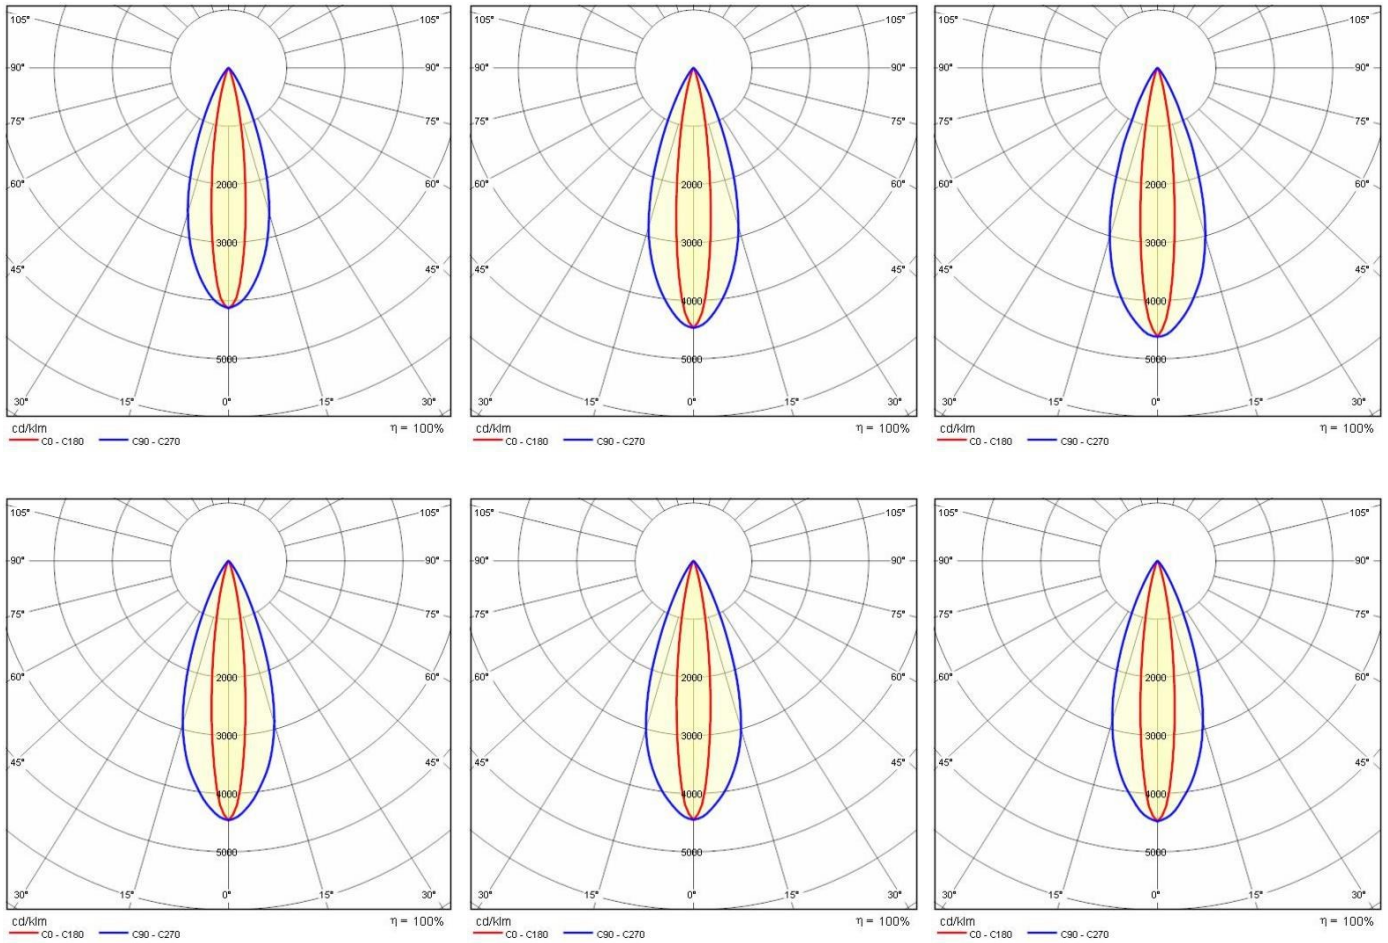 105° 105° 105° 105° 105° 105°
90° 90° 90° 90° 90° 90°
75° 75° 75° 75° 75° 75°
60° 2000 60° 60° 2000 60° 60° 2000 60°
3000 3000 3000
45° 45° 45° 45° 45° 45°
4000 4000
5000 5000 5000
30° 15° 0° 15° 30° 30° 15° 0° 15° 30° 30° 15° 0° 15° 30°
cd/klm η = 100% cd/klm η = 100% cd/klm η = 100%
C0 - C180 C90 - C270 C0 - C180 C90 - C270 C0 - C180 C90 - C270
105° 105° 105° 105° 105° 105°
90° 90° 90° 90° 90° 90°
75° 75° 75° 75° 75° 75°
60° 2000 60° 60° 2000 60° 60° 2000 60°
3000 3000 3000
45° 45° 45° 45° 45° 45°
4000 4000 4000
5000 5000 5000
30° 15° 0° 15° 30° 30° 15° 0° 15° 30° 30° 15° 0° 15° 30°
cd/klm η = 100% cd/klm η = 100% cd/klm η = 100%
C0 - C180 C90 - C270 C0 - C180 C90 - C270 C0 - C180 C90 - C270